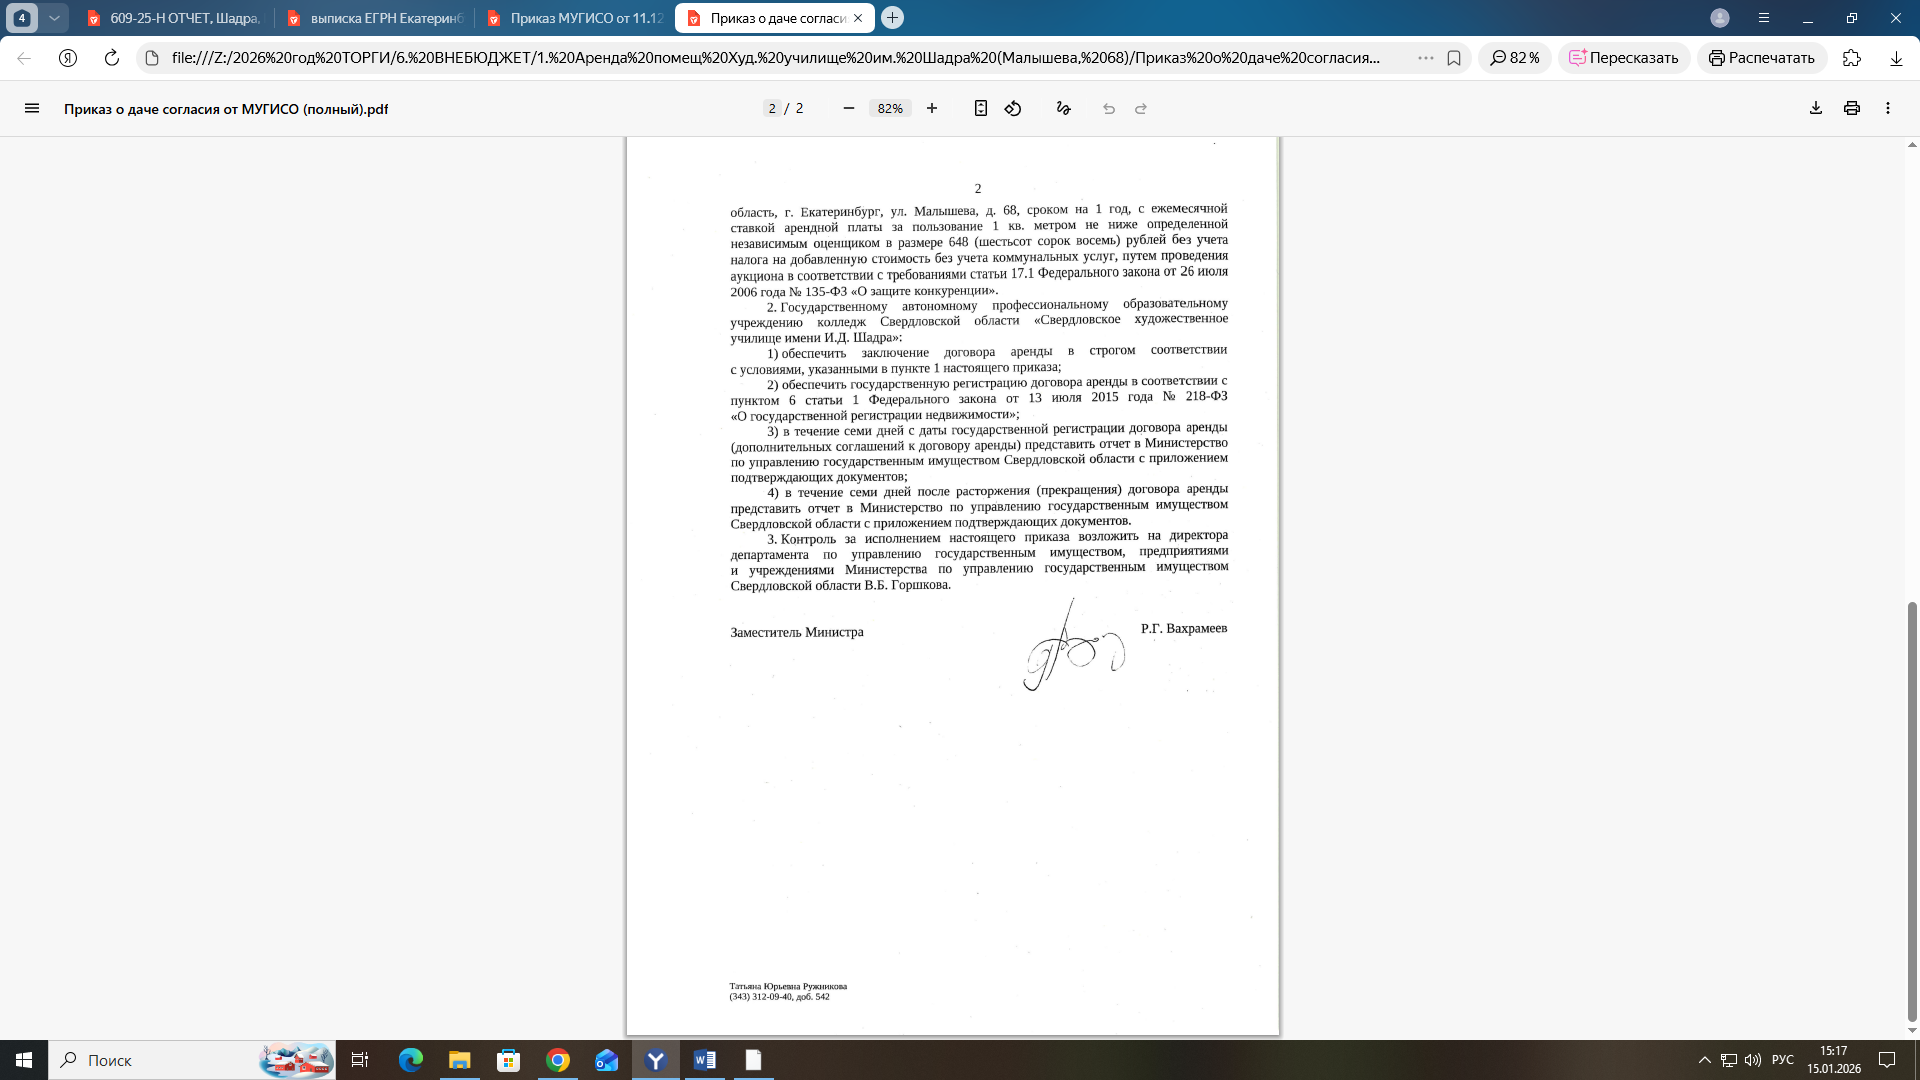 4
609-25-Н ОТЧЕТ, Шадра,
выписка ЕГРН Екатеринб
Приказ МУГИСО от 11.12
Приказ о даче согласи
file:///Z:/2026%20год%20ТОРГИ/6.%20ВНЕБЮДЖЕТ/1.%20Аренда%20помещ%20Худ.%20училище%20им.%20Шадра%20(Малышева,%2068)/Приказ%20о%20даче%20согласия...
82 %
Пересказать
Распечатать
Приказ о даче согласия от МУГИСО (полный).pdf
2 / 2
82%
2
область, г. Екатеринбург, ул. Малышева, д. 68, сроком на 1 год, с ежемесячной
ставкой арендной платы за пользование 1 кв. метром не ниже определенной
независимым оценщиком в размере 648 (шестьсот сорок восемь) рублей без учета
налога на добавленную стоимость без учета коммунальных услуг, путем проведения
аукциона в соответствии с требованиями статьи 17.1 Федерального закона от 26 июля
2006 года № 135-ФЗ «О защите конкуренции».
2. Государственному автономному профессиональному образовательному
учреждению колледж Свердловской области «Свердловское художественное
училище имени И.Д. Шадра»:
1) обеспечить заключение договора аренды в строгом соответствии
с условиями, указанными в пункте 1 настоящего приказа;
2) обеспечить государственную регистрацию договора аренды в соответствии с
пунктом 6 статьи 1 Федерального закона от 13 июля 2015 года № 218-ФЗ
«О государственной регистрации недвижимости»;
3) в течение семи дней с даты государственной регистрации договора аренды
(дополнительных соглашений к договору аренды) представить отчет в Министерство
по управлению государственным имуществом Свердловской области с приложением
подтверждающих документов;
4) в течение семи дней после расторжения (прекращения) договора аренды
представить отчет в Министерство по управлению государственным имуществом
Свердловской области с приложением подтверждающих документов.
3. Контроль за исполнением настоящего приказа возложить на директора
департамента по управлению государственным имуществом, предприятиями
и учреждениями Министерства по управлению государственным имуществом
Свердловской области В.Б. Горшкова.
Заместитель Министра
Р.Г. Вахрамеев
Татьяна Юрьевна Ружникова
(343) 312-09-40, доб. 542
Поиск
РУС
15:17
15.01.2026